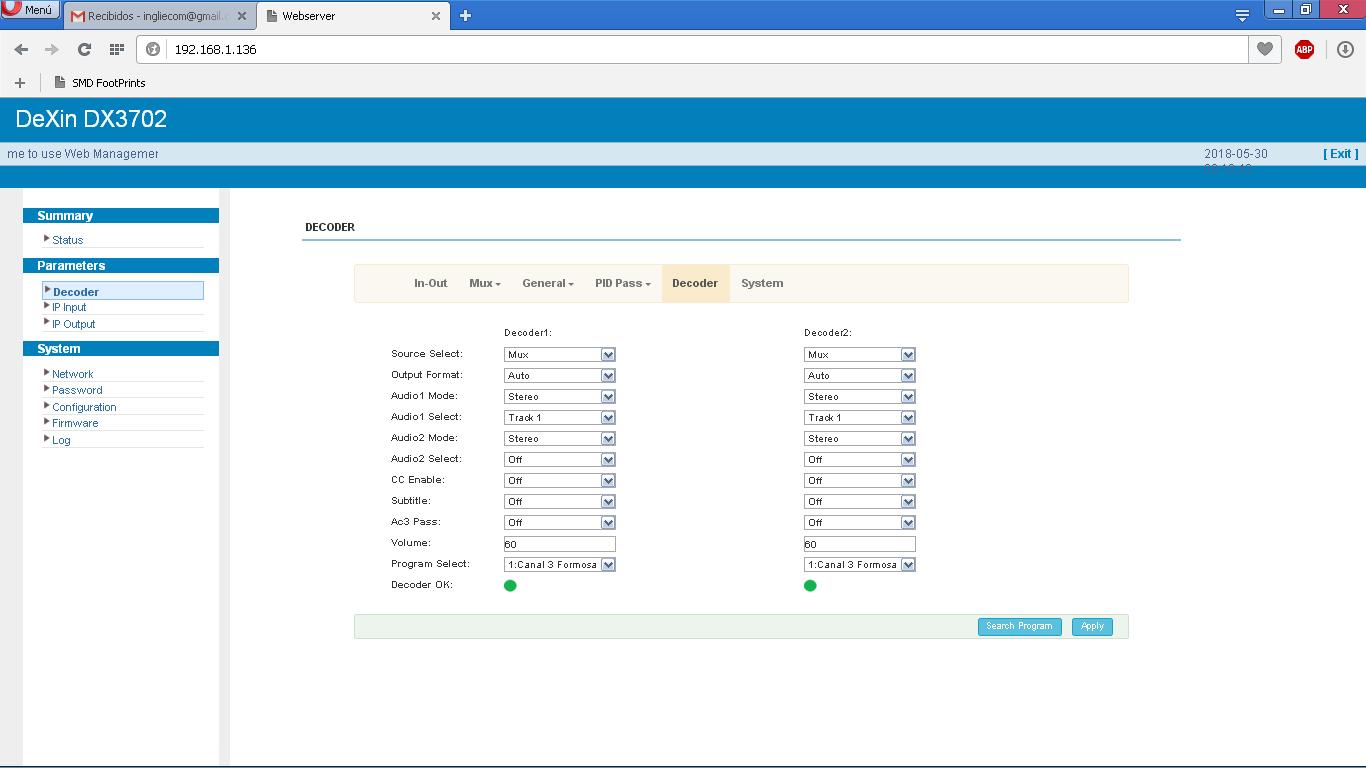 Menú
Recibidos - ingliecom@gmail.c
Webserver
192.168.1.136
ABP
SMD FootPrints
DeXin DX3702
me to use Web Managemer
2018-05-30
[ Exit ]
Summary
Status
Parameters
Decoder
IP Input
IP Output
System
Network
Password
Configuration
Firmware
Log
DECODER
In-Out Mux General PID Pass Decoder System
Decoder1: Decoder2:
Source Select: Mux Mux
Output Format: Auto Auto
Audio1 Mode: Stereo Stereo
Audio1 Select: Track 1 Track 1
Audio2 Mode: Stereo Stereo
Audio2 Select: Off Off
CC Enable: Off Off
Subtitle: Off Off
Ac3 Pass: Off Off
Volume: 60 60
Program Select: 1:Canal 3 Formosa 1:Canal 3 Formosa
Decoder OK:
Search Program Apply